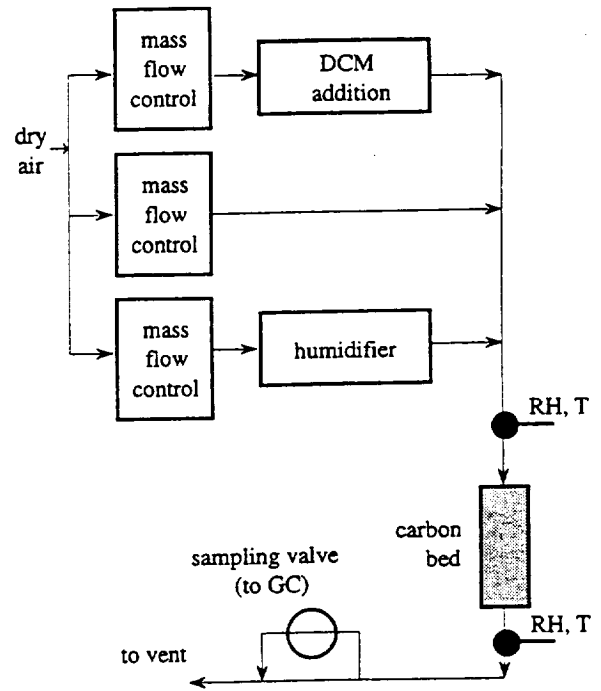 mass
flow
control
DCM
addition
dry
air
mass
flow
control
mass
flow
control
humidifier
RH, T
carbon
bed
sampling valve
(to GC)
RH, T
to vent